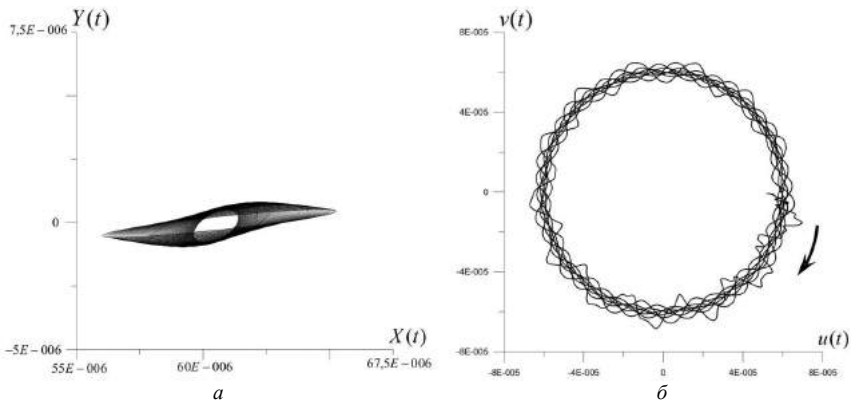 Y(t)
7,5E–006
0
–5E–006
55E–006
60E–006
67,5E–006
X(t)
а
v(t)
8E-005
4E-005
0
-4E-005
-8E-005
-8E-005
-4E-005
0
4E-005
8E-005
u(t)
б